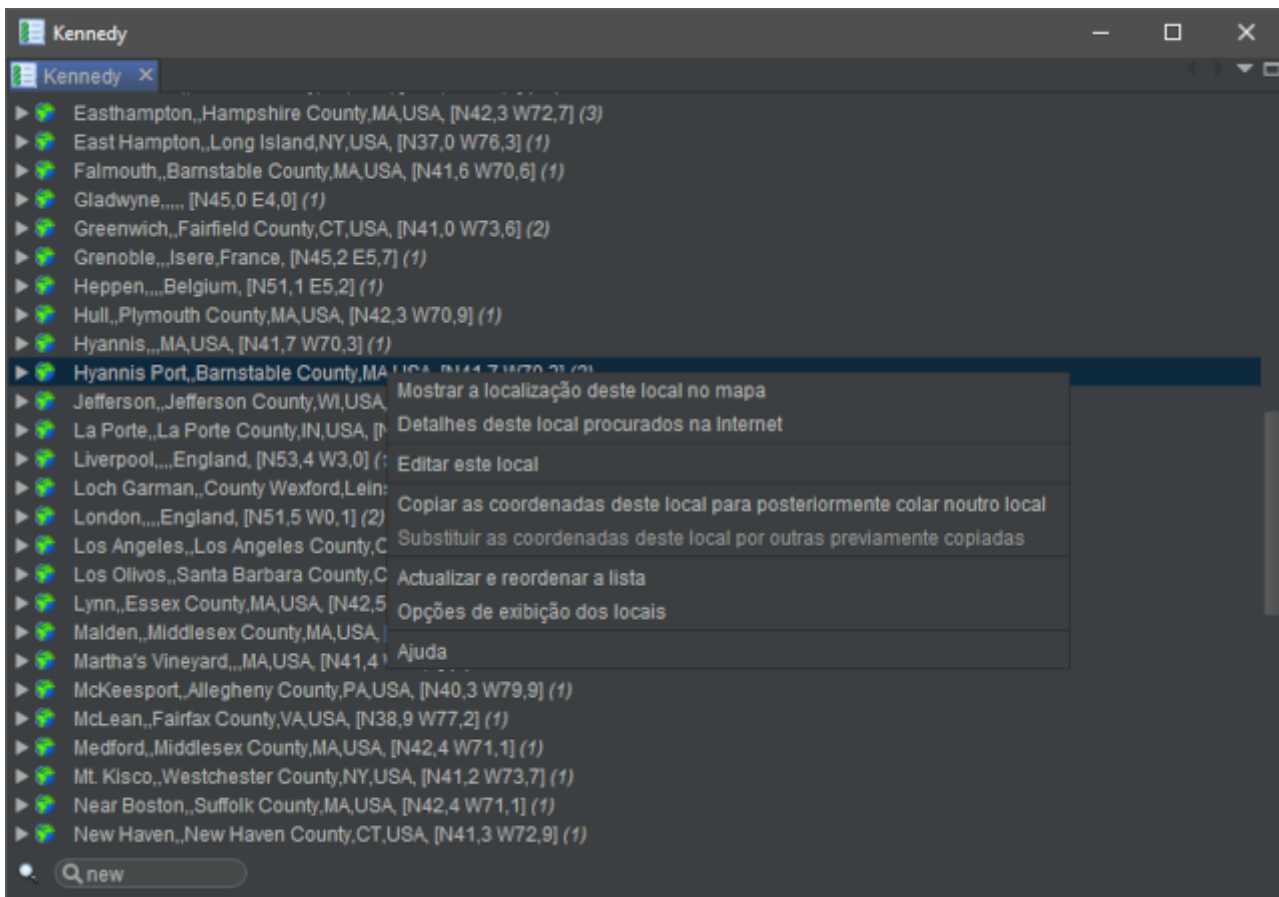 Kennedy
Kennedy
Easthampton,,Hampshire County,MA,USA, [N42,3 W72,7] (3)
East Hampton,,Long Island,NY,USA, [N37,0 W76,3] (1)
Falmouth,,Barnstable County,MA,USA, [N41,6 W70,6] (1)
Gladwyne,,,,, [N45,0 E4,0] (1)
Greenwich,,Fairfield County,CT,USA, [N41,0 W73,6] (2)
Grenoble,,,Isere,France, [N45,2 E5,7] (1)
Heppen,,,,Belgium, [N51,1 E5,2] (1)
Hull,,Plymouth County,MA,USA, [N42,3 W70,9] (1)
Hyannis,,,MA,USA, [N41,7 W70,3] (1)
Hyannis Port,,Barnstable County,MA,USA, [N41,7 W70,3]
Mostrar a localização deste local no mapa
Jefferson,,Jefferson County,WI,USA,
Detalhes deste local procurados na Internet
La Porte,,La Porte County,IN,USA,
Liverpool,,,,England, [N53,4 W3,0]
Editar este local
Loch Garman,,County Wexford,
Copiar as coordenadas deste local para posteriormente colar noutro local
London,,,,England, [N51,5 W0,1] (2)
Substituir as coordenadas deste local por outras previamente copiadas
Los Angeles,,Los Angeles County,
Los Olivos,,Santa Barbara County,
Actualizar e reordenar a lista
Lynn,,Essex County,MA,USA, [N42,5
Opções de exibição dos locais
Malden,,Middlesex County,MA,USA,
Ajuda
Martha's Vineyard,,,MA,USA, [N41,4
McKeesport,,Allegheny County,PA,USA, [N40,3 W79,9] (1)
McLean,,Fairfax County,VA,USA, [N38,9 W77,2] (1)
Medford,,Middlesex County,MA,USA, [N42,4 W71,1] (1)
Mt. Kisco,,Westchester County,NY,USA, [N41,2 W73,7] (1)
Near Boston,,Suffolk County,MA,USA, [N42,4 W71,1] (1)
New Haven,,New Haven County,CT,USA, [N41,3 W72,9] (1)
new